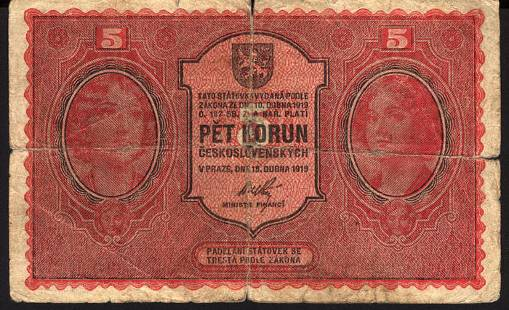 5 5
TATO STÁTOVKA VYDANÁ PODLE
ZÁKONA ZE DNE 10. DUBNA 1919
Č. 187 SB. Z. A NAŘ. PLATÍ
PĚT KORUN
ČESKOSLOVENSKÝCH
V PRAZE, DNE 15. DUBNA 1919
MINISTR FINANCÍ
PADĚLÁNÍ STÁTOVEK SE
TRESTÁ PODLE ZÁKONA